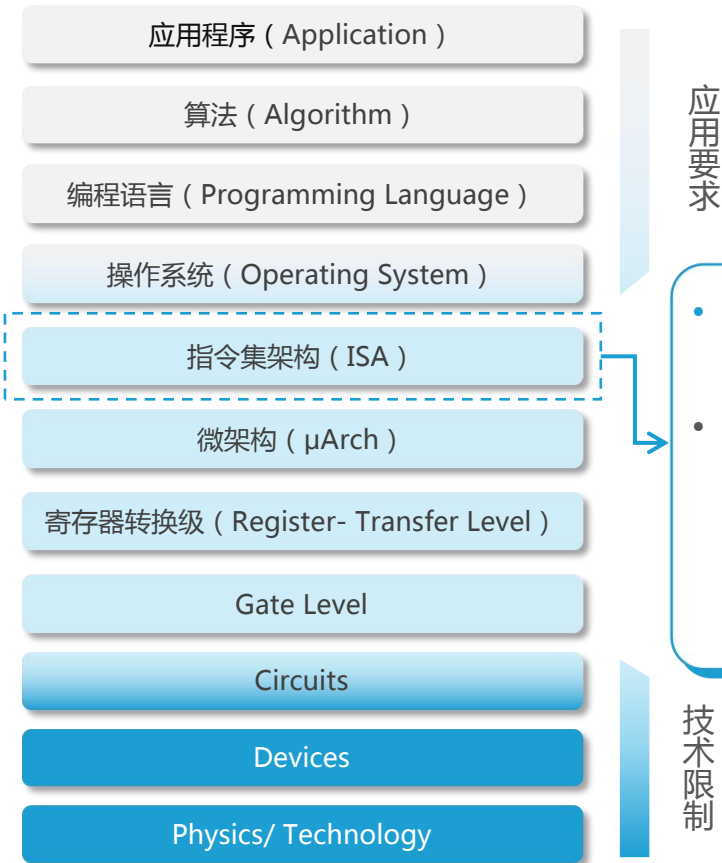 应用程序（Application）
算法（Algorithm）
编程语言（Programming Language）
操作系统（Operating System）
指令集架构（ISA）
微架构（μArch）
寄存器转换级（Register- Transfer Level）
Gate Level
Circuits
Devices
Physics/ Technology
应用要求
技术限制